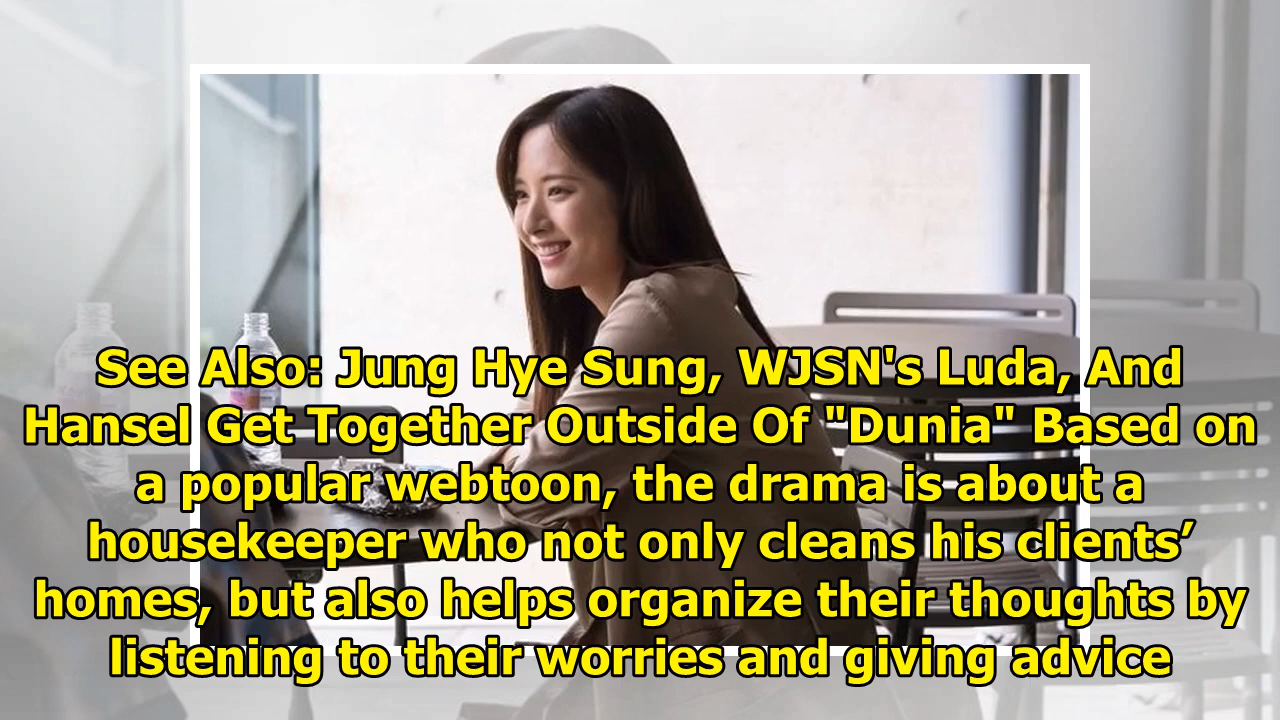 See Also: Jung Hye Sung, WJSN's Luda, And
Hansel Get Together Outside Of "Dunia" Based on
a popular webtoon, the drama is about a
housekeeper who not only cleans his clients’
homes, but also helps organize their thoughts by
listening to their worries and giving advice